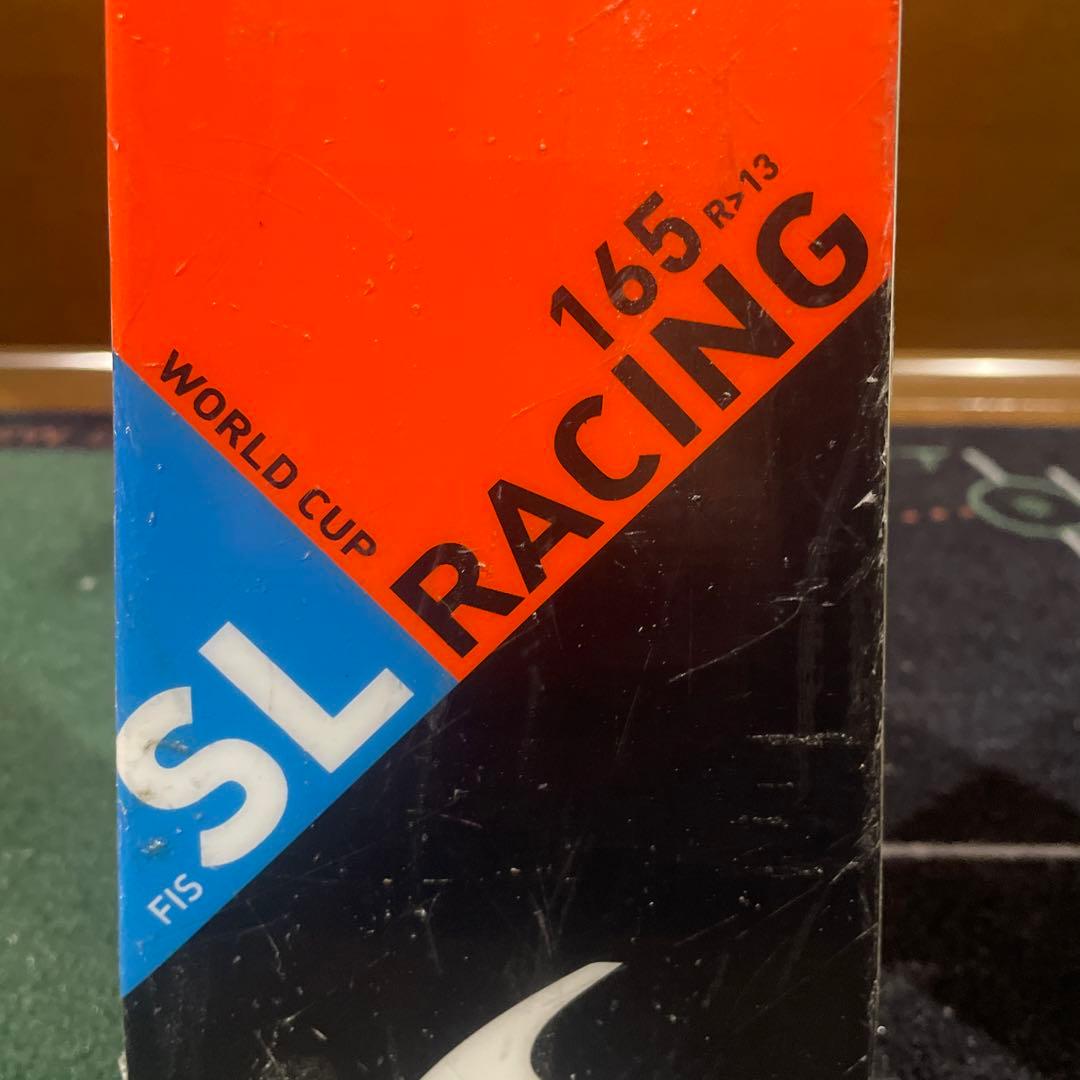 165 R>13
RACING
WORLD CUP
SL
FIS